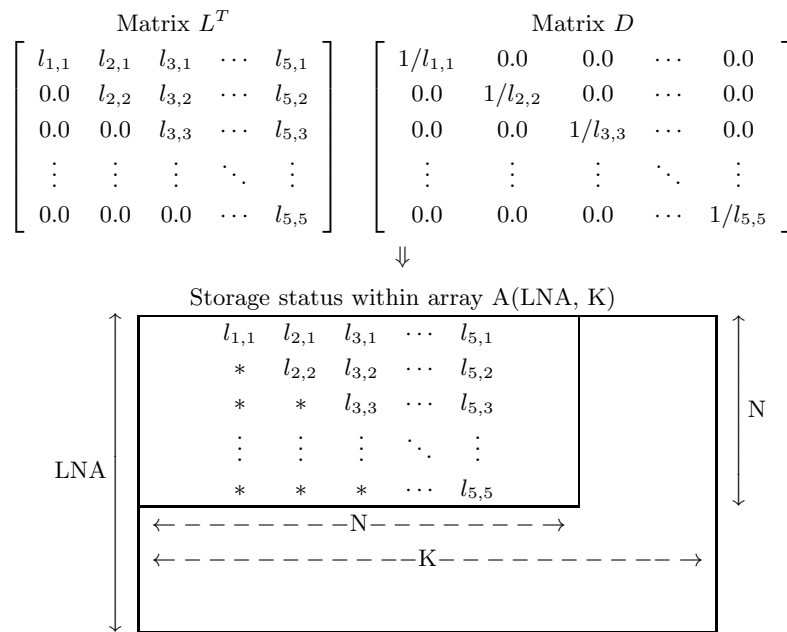 Matrix L^T Matrix D
l_{1,1} l_{2,1} l_{3,1} ⋯ l_{5,1} 1/l_{1,1} 0.0 0.0 ⋯ 0.0
0.0 l_{2,2} l_{3,2} ⋯ l_{5,2} 0.0 1/l_{2,2} 0.0 ⋯ 0.0
0.0 0.0 l_{3,3} ⋯ l_{5,3} 0.0 0.0 1/l_{3,3} ⋯ 0.0
⋮ ⋮ ⋮ ⋱ ⋮ ⋮ ⋮ ⋮ ⋱ ⋮
0.0 0.0 0.0 ⋯ l_{5,5} 0.0 0.0 0.0 ⋯ 1/l_{5,5}
⇓
Storage status within array A(LNA, K)
l_{1,1} l_{2,1} l_{3,1} ⋯ l_{5,1}
* l_{2,2} l_{3,2} ⋯ l_{5,2}
* * l_{3,3} ⋯ l_{5,3}
N
⋮ ⋮ ⋮ ⋱ ⋮
LNA
* * * ⋯ l_{5,5}
N
K